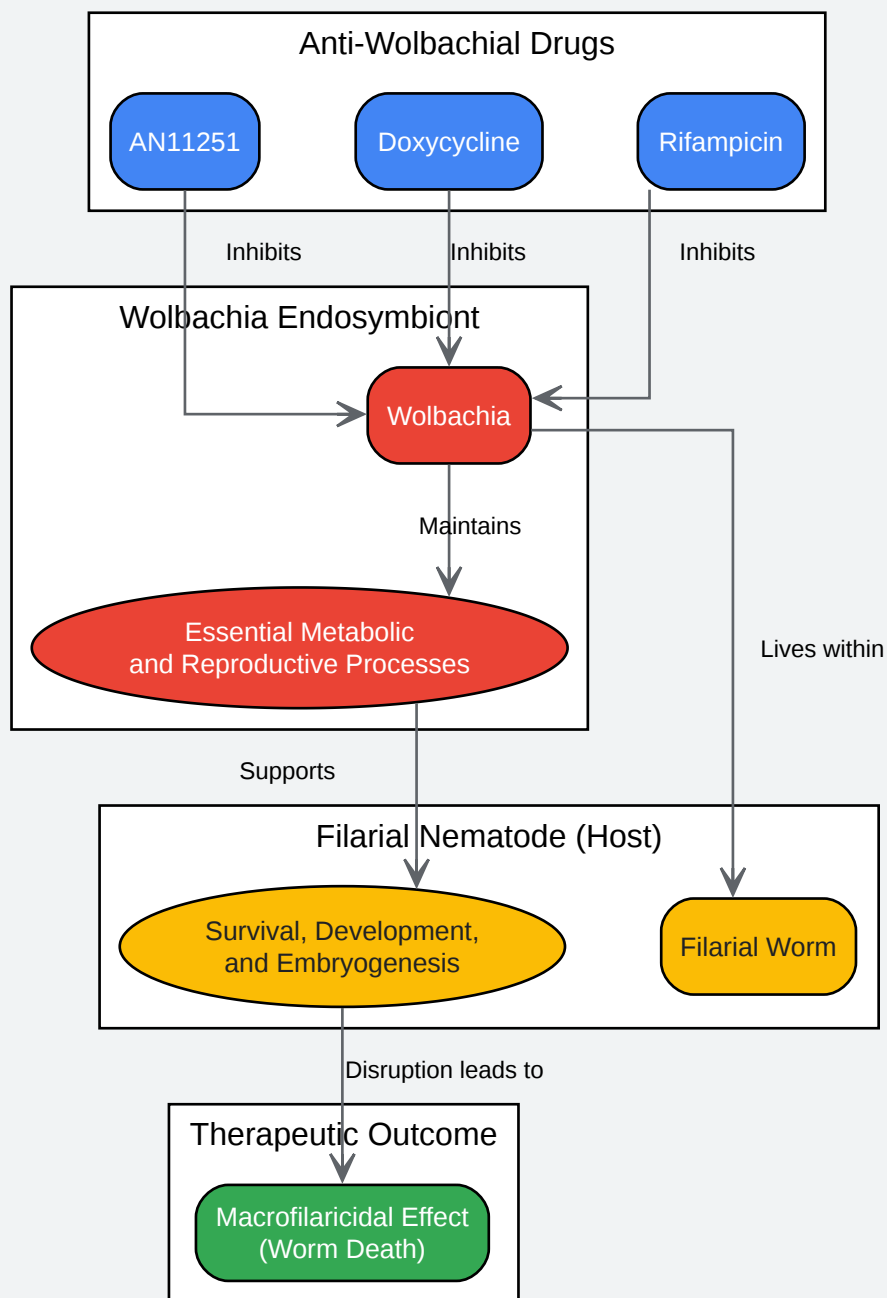 Anti-Wolbachial Drugs
AN11251
Doxycycline
Rifampicin
Inhibits
Inhibits
Inhibits
Wolbachia Endosymbiont
Wolbachia
Maintains
Essential Metabolic
and Reproductive Processes
Lives within
Supports
Filarial Nematode (Host)
Survival, Development,
and Embryogenesis
Filarial Worm
Disruption leads to
Therapeutic Outcome
Macrofilaricidal Effect
(Worm Death)